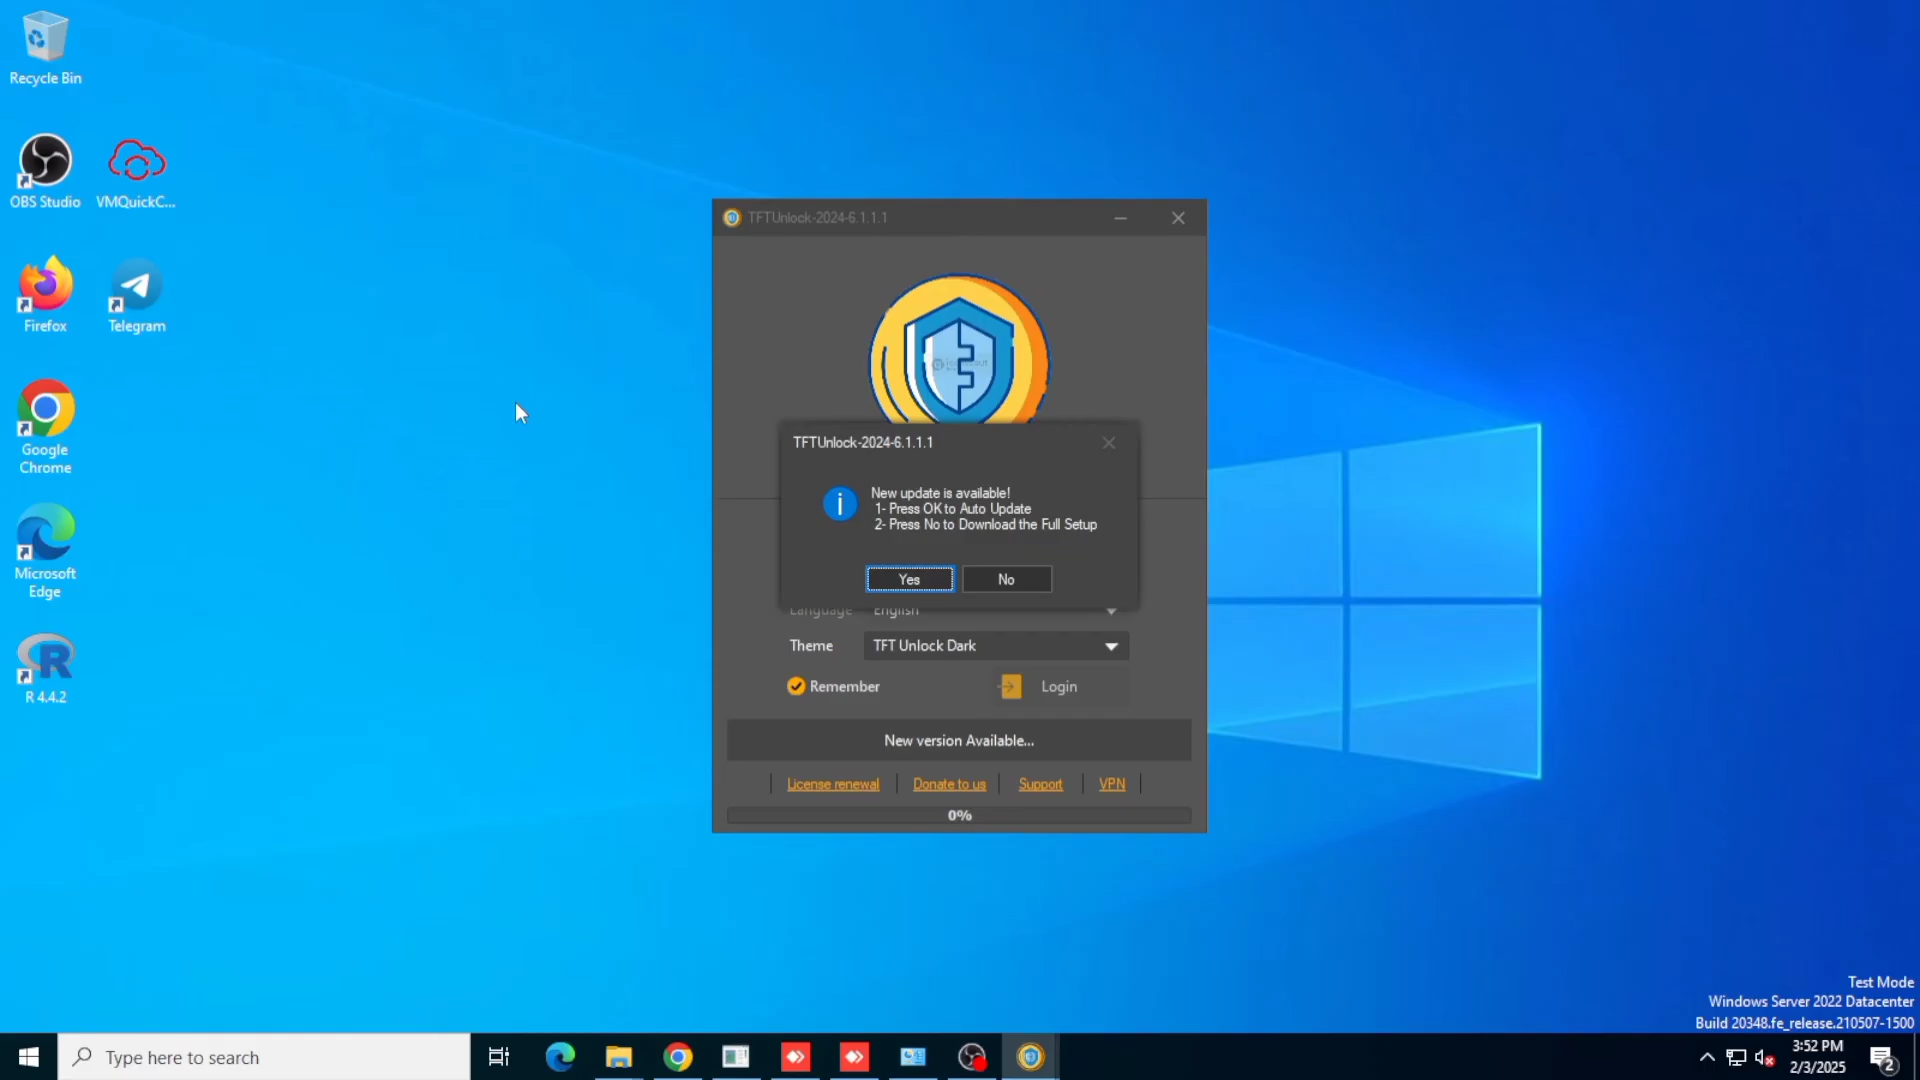 Recycle Bin
OBS Studio
VMQuickC...
Firefox
Telegram
Google
Chrome
Microsoft
Edge
R 4.4.2
TFTUnlock-2024-6.1.1.1
TFTUnlock-2024-6.1.1.1
New update is available!
1- Press OK to Auto Update
2- Press No to Download the Full Setup
Yes
No
Language
English
Theme
TFT Unlock Dark
Remember
Login
New version Available...
License renewal
Donate to us
Support
VPN
0%
Test Mode
Windows Server 2022 Datacenter
Build 20348.fe_release.210507-1500
Type here to search
3:52 PM
2/3/2025
2